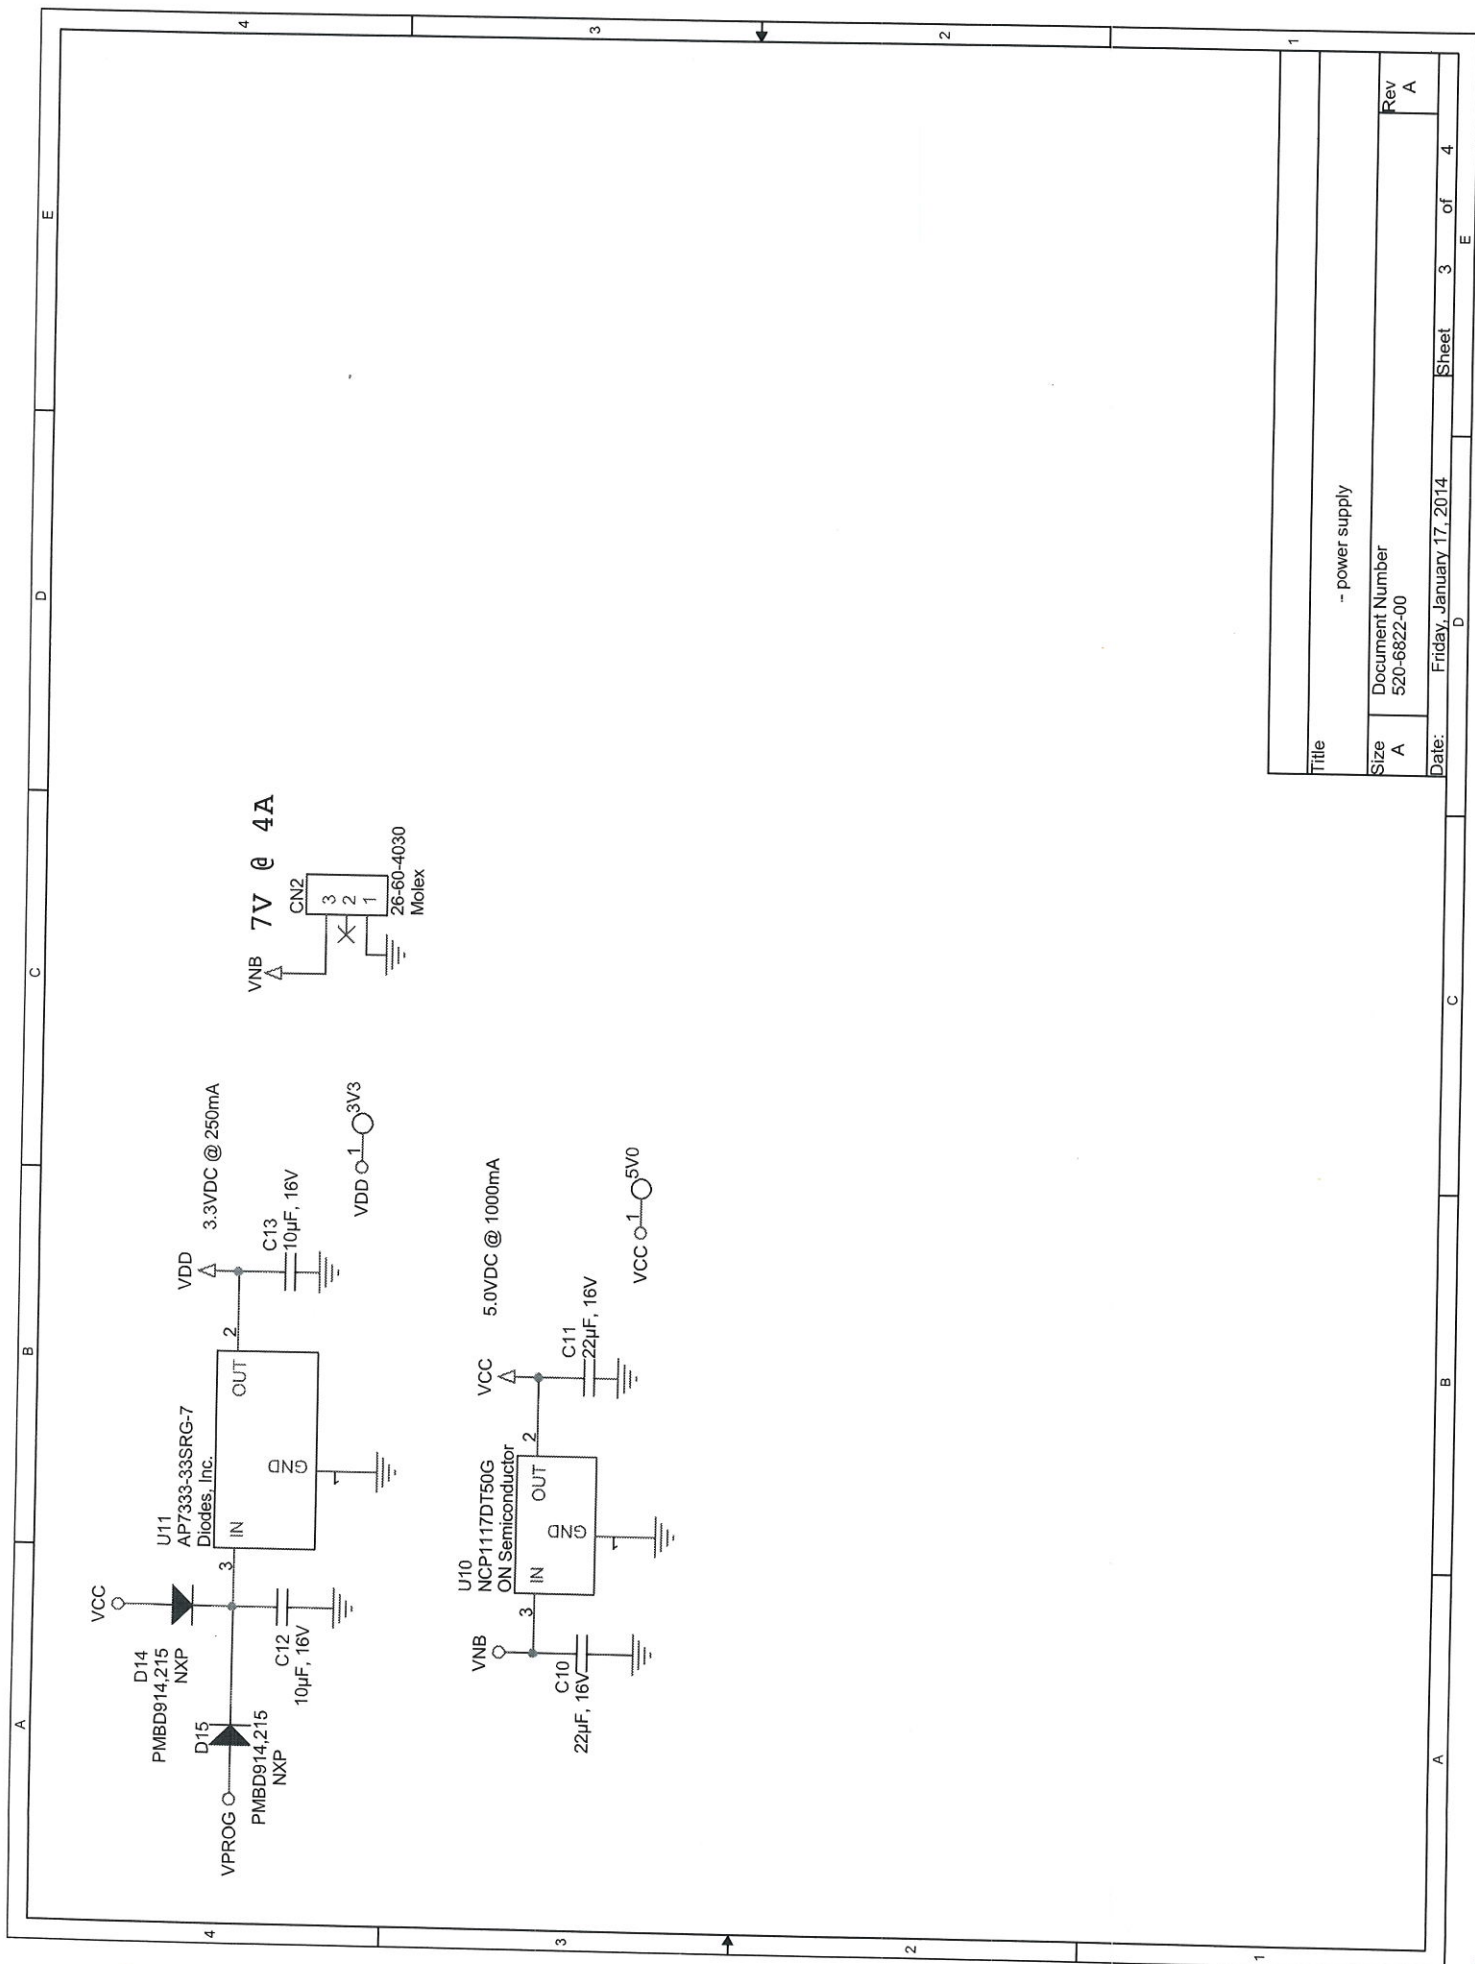 A
B
C
D
E
4
3
2
1
VCC
D14
PMBD914,215
NXP
VPROG
D15
PMBD914,215
NXP
C12
10µF, 16V
U11
AP7333-33SRG-7
Diodes, Inc.
3
IN
OUT
2
GND
1
VDD
3.3VDC @ 250mA
C13
10µF, 16V
VDD
1
3V3
VNB
7V @ 4A
CN2
3
2
1
26-60-4030
Molex
VNB
C10
22µF, 16V
U10
NCP1117DT50G
ON Semiconductor
3
IN
OUT
2
GND
1
VCC
5.0VDC @ 1000mA
C11
22µF, 16V
VCC
1
5V0
4
3
2
1
Title
-- power supply
Size
A
Document Number
520-6822-00
Rev
A
Date:
Friday, January 17, 2014
Sheet 3 of 4
A
B
C
D
E